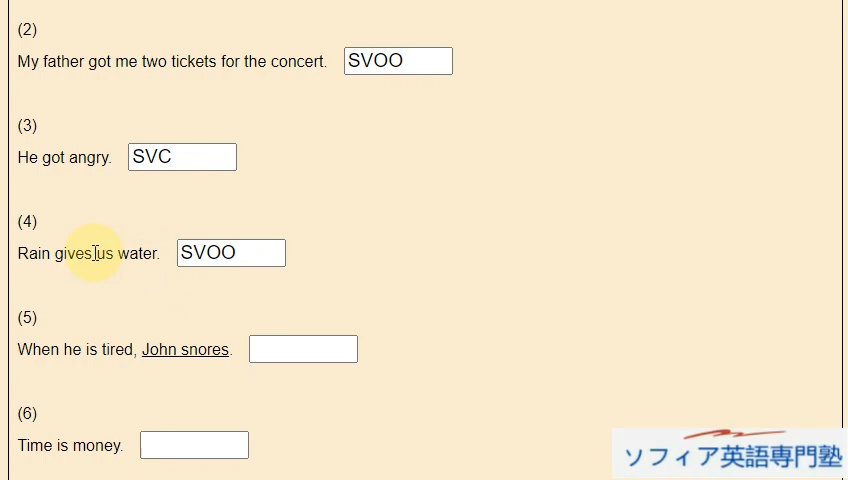 (2)
My father got me two tickets for the concert. SVOO
(3)
He got angry. SVC
(4)
Rain gives us water. SVOO
(5)
When he is tired, John snores.
(6)
Time is money.
ソフィア英語専門塾